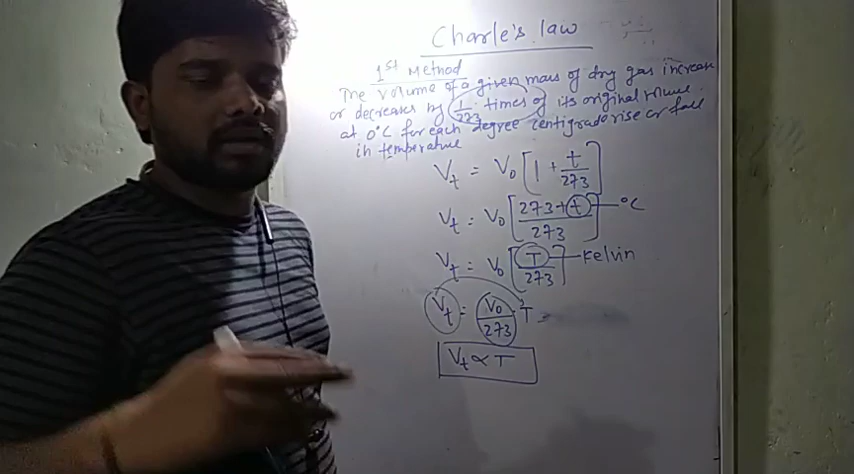 Charle's law
1st Method
The volume of a given mass of dry gas increase
or decreases by 1/273 times of its original volume
at 0°C for each degree centigrade rise or fall
in temperature
Vt = V0 [1 + t/273]
Vt = V0 [273+t/273] °C
Vt = V0 [T/273] Kelvin
Vt = V0/273 T =
Vt ∝ T